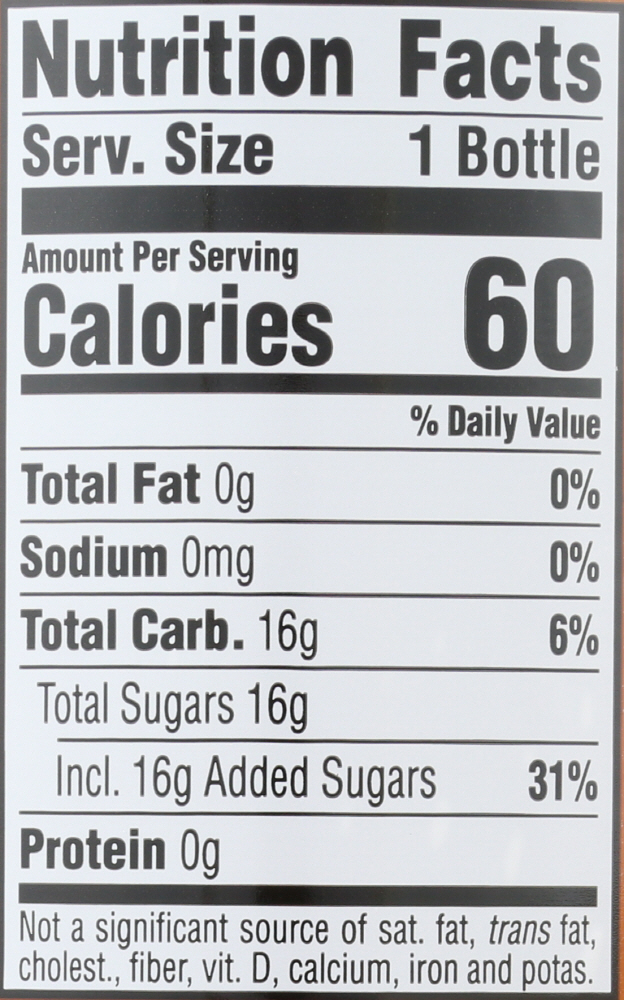 Nutrition Facts
Serv. Size 1 Bottle
Amount Per Serving
Calories 60
% Daily Value
Total Fat 0g 0%
Sodium 0mg 0%
Total Carb. 16g 6%
Total Sugars 16g
Incl. 16g Added Sugars 31%
Protein 0g
Not a significant source of sat. fat, trans fat,
cholest., fiber, vit. D, calcium, iron and potas.